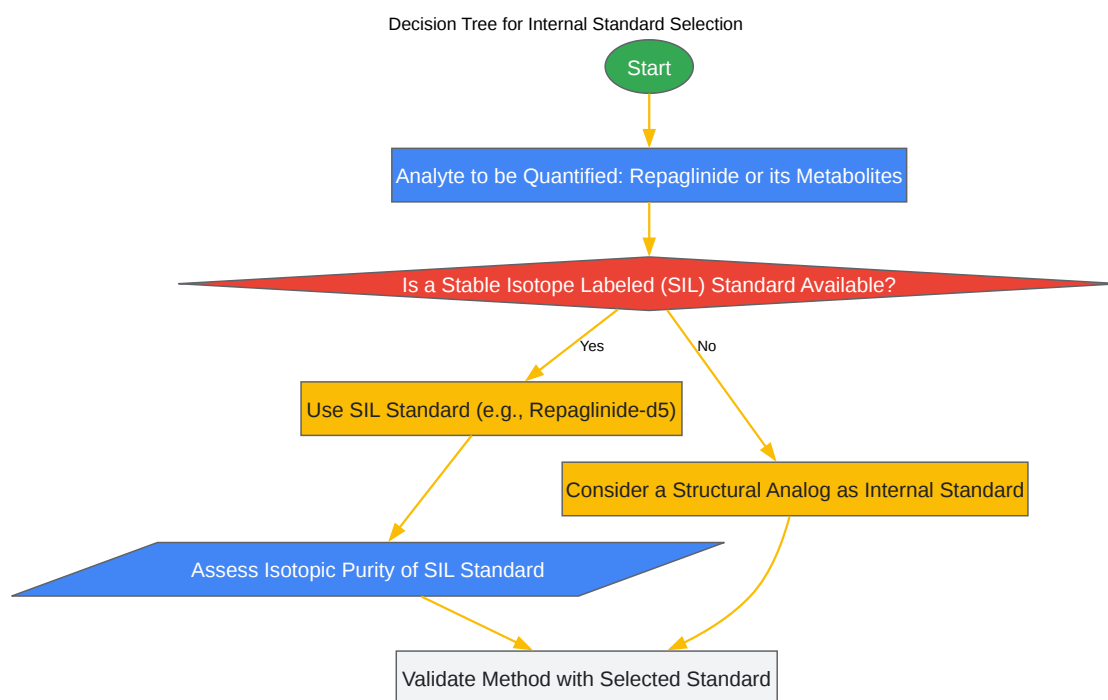 Decision Tree for Internal Standard Selection
Start
Analyte to be Quantified: Repaglinide or its Metabolites
Is a Stable Isotope Labeled (SIL) Standard Available?
Yes
No
Use SIL Standard (e.g., Repaglinide-d5)
Consider a Structural Analog as Internal Standard
Assess Isotopic Purity of SIL Standard
Validate Method with Selected Standard